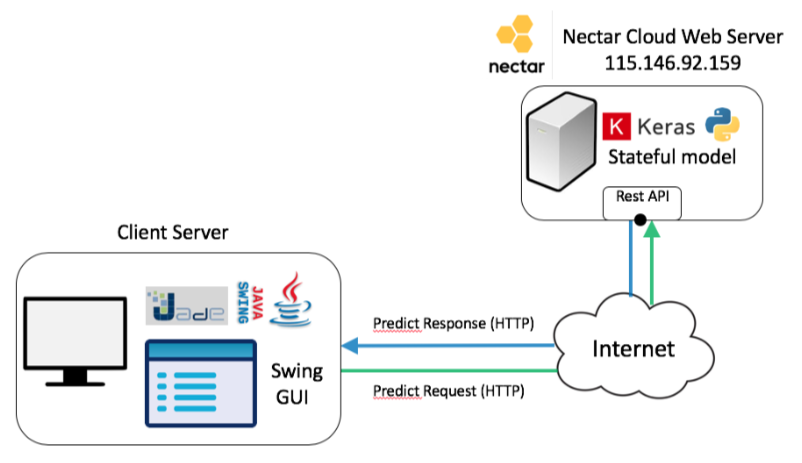 Nectar Cloud Web Server
nectar
115.146.92.159
K Keras
Stateful model
Rest API
Client Server
Jade
JAVA
SWING
Predict Response (HTTP)
Internet
Swing
GUI
Predict Request (HTTP)